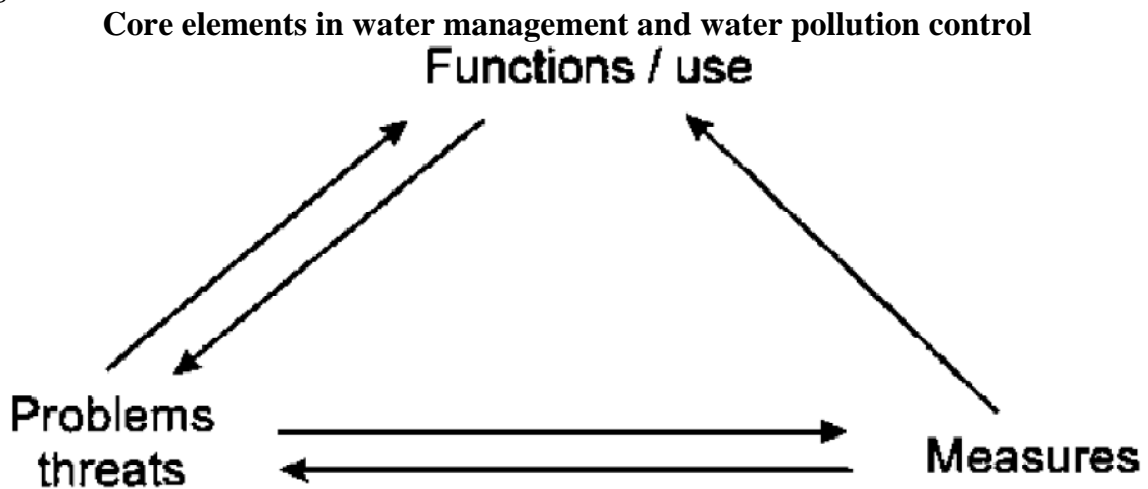 Core elements in water management and water pollution control
Functions / use
Problems
threats
Measures